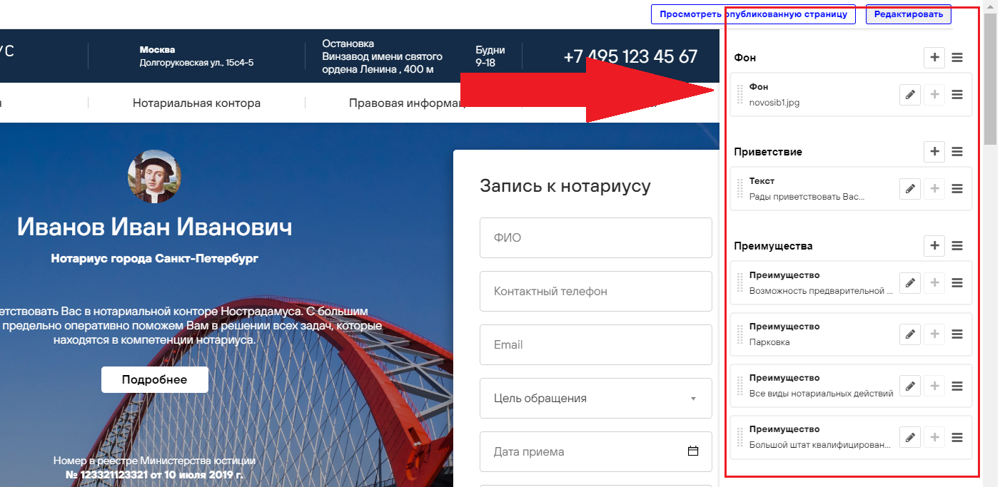 Просмотреть опубликованную страницу
Редактировать
УС
Москва
Долгоруковская ул., 15с4-5
Остановка
Винзавод имени святого
ордена Ленина , 400 м
Будни
9-18
+7 495 123 45 67
Нотариальная контора
Правовая информац
Иванов Иван Иванович
Нотариус города Санкт-Петербург
етствовать Вас в нотариальной конторе Нострадамуса. С большим
предельно оперативно поможем Вам в решении всех задач, которые
находятся в компетенции нотариуса.
Подробнее
Номер в реестре Министерства юстиции
№ 123321123321 от 10 июля 2019 г.
Запись к нотариусу
ФИО
Контактный телефон
Email
Цель обращения
Дата приема
Фон
Фон
novosib1.jpg
Приветствие
Текст
Рады приветствовать Вас...
Преимущества
Преимущество
Возможность предварительной ...
Преимущество
Парковка
Преимущество
Все виды нотариальных действий
Преимущество
Большой штат квалифицирован...